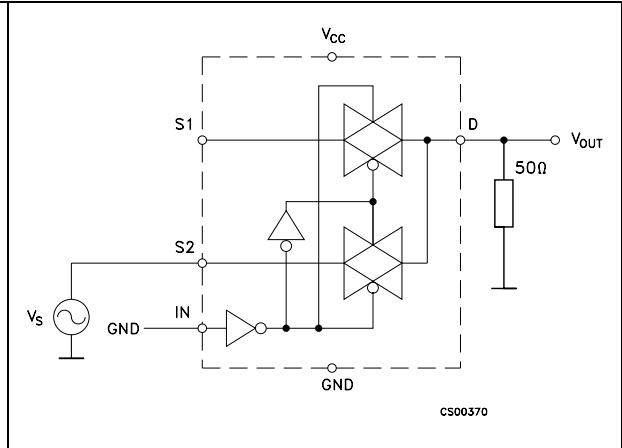 VCC
S1
D
VOUT
50Ω
S2
IN
VS
GND
GND
CS00370